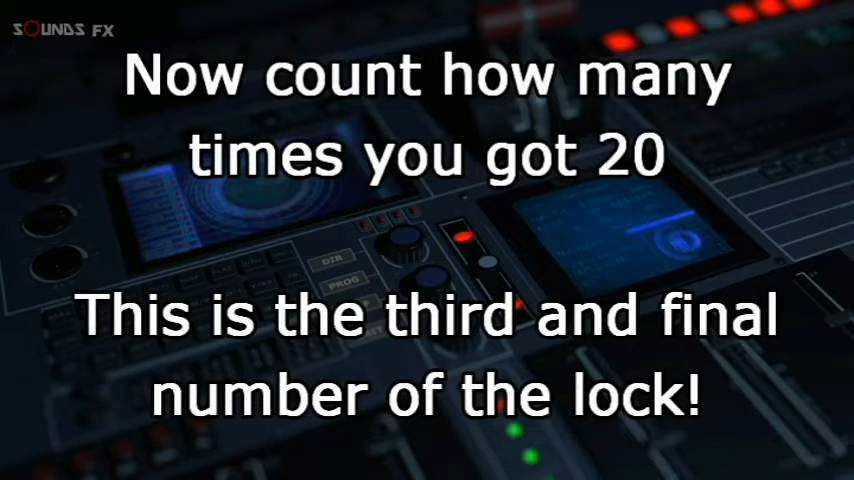 SOUNDS FX
Now count how many
times you got 20
DIR
PROG
This is the third and final
number of the lock!